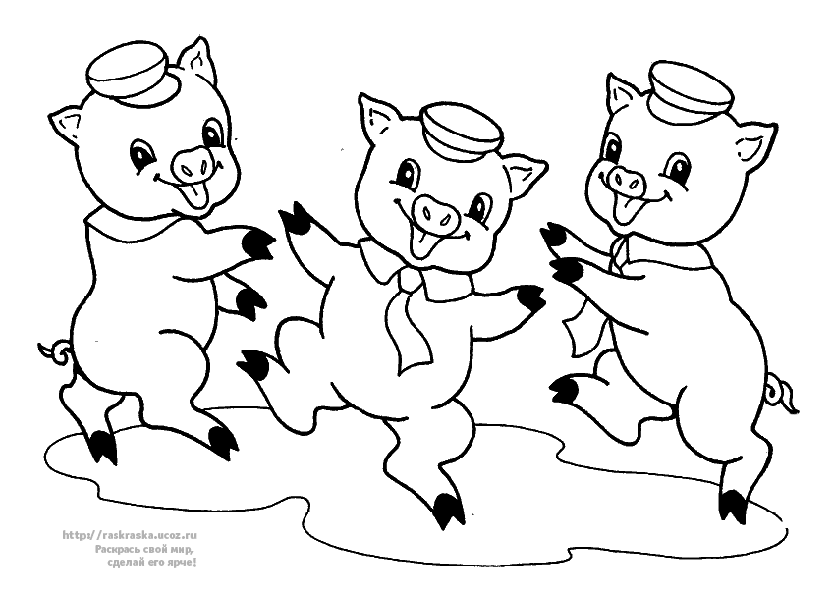 http://raskraska.ucoz.ru
Раскрась свой мир,
сделай его ярче!